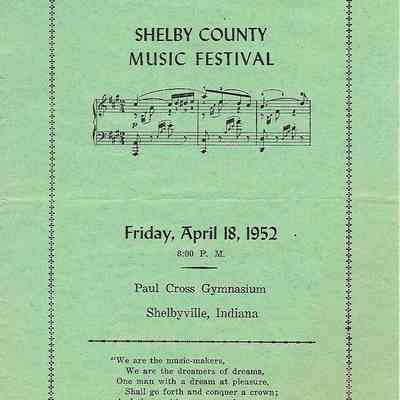 SHELBY COUNTY
MUSIC FESTIVAL
Friday, April 18, 1952
8:00 P. M.
Paul Cross Gymnasium
Shelbyville, Indiana
"We are the music-makers,
We are the dreamers of dreams,
One man with a dream at pleasure,
Shall go forth and conquer a crown;